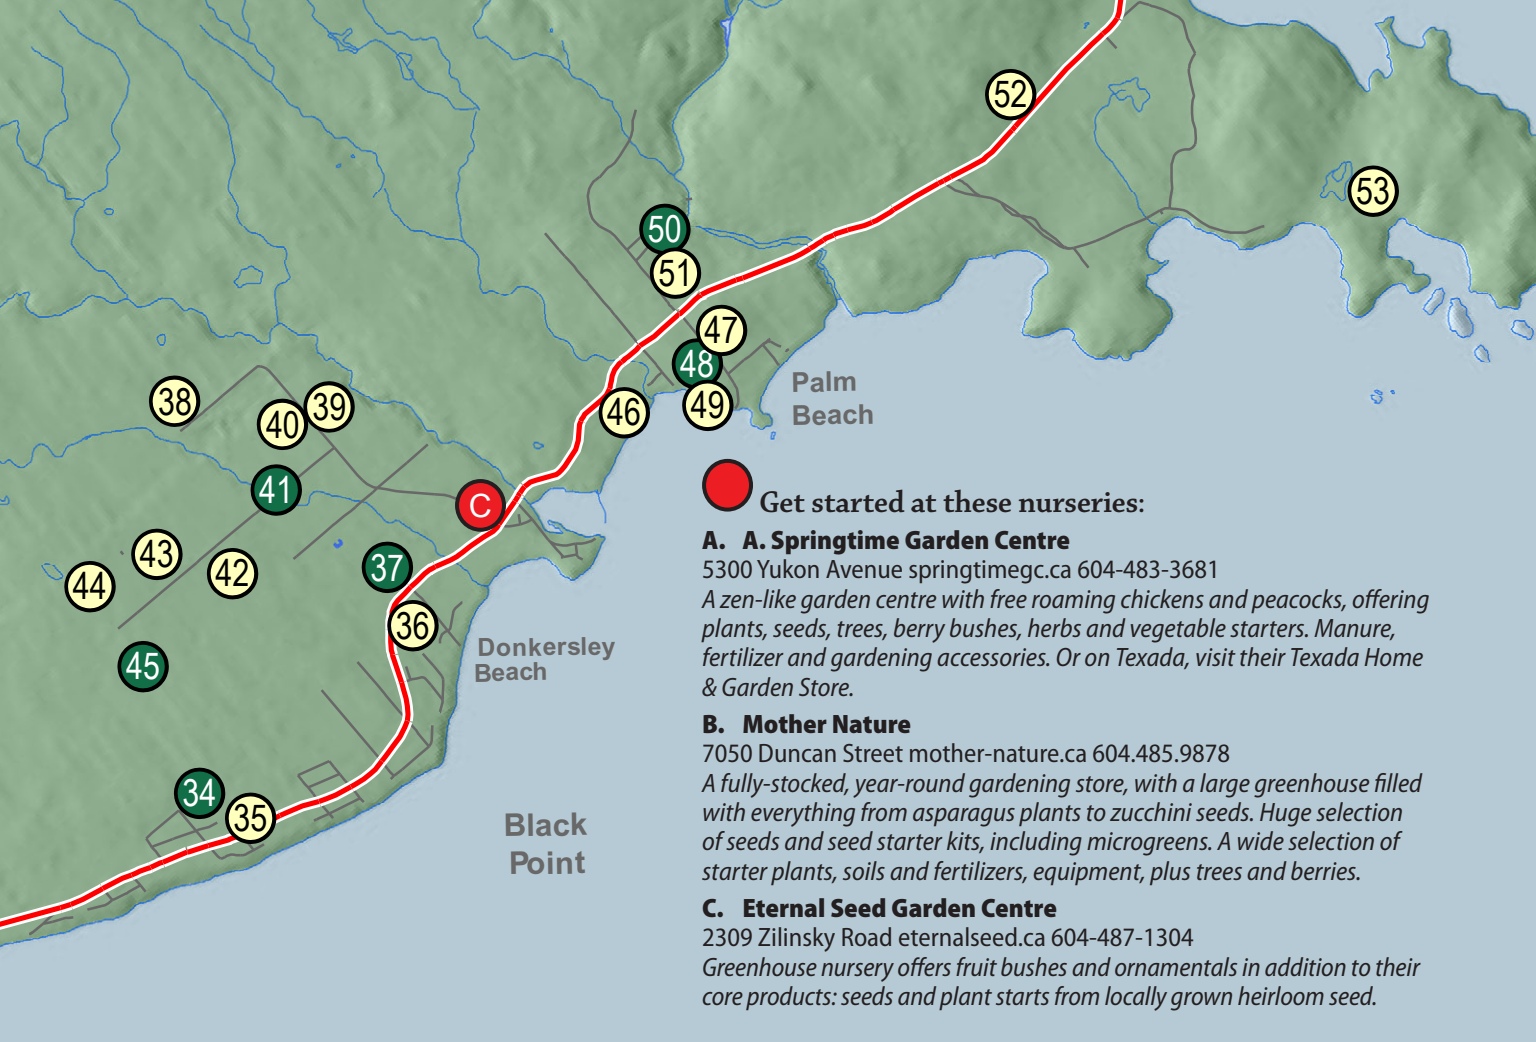 52
53
50
51
47
48
49
46
Palm
Beach
38
40
39
41
C
43
44
42
37
36
45
Donkersley
Beach
34
35
Black
Point
Get started at these nurseries:
A. A. Springtime Garden Centre
5300 Yukon Avenue springtimegc.ca 604-483-3681
A zen-like garden centre with free roaming chickens and peacocks, offering
plants, seeds, trees, berry bushes, herbs and vegetable starters. Manure,
fertilizer and gardening accessories. Or on Texada, visit their Texada Home
& Garden Store.
B. Mother Nature
7050 Duncan Street mother-nature.ca 604.485.9878
A fully-stocked, year-round gardening store, with a large greenhouse filled
with everything from asparagus plants to zucchini seeds. Huge selection
of seeds and seed starter kits, including microgreens. A wide selection of
starter plants, soils and fertilizers, equipment, plus trees and berries.
C. Eternal Seed Garden Centre
2309 Zilinsky Road eternalseed.ca 604-487-1304
Greenhouse nursery offers fruit bushes and ornamentals in addition to their
core products: seeds and plant starts from locally grown heirloom seed.